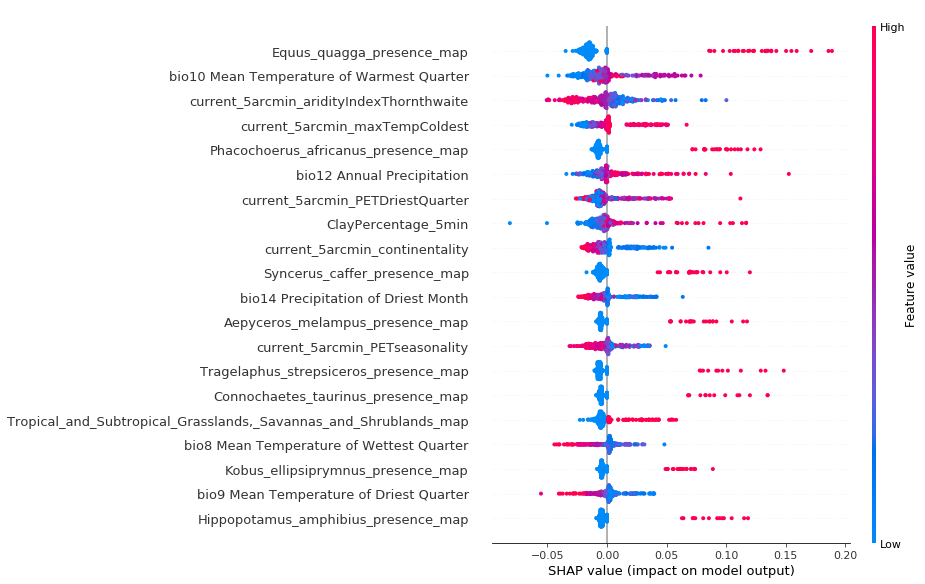 High
Equus_quagga_presence_map
bio10 Mean Temperature of Warmest Quarter
current_5arcmin_aridityIndexThornthwaite
current_5arcmin_maxTempColdest
Phacochoerus_africanus_presence_map
bio12 Annual Precipitation
current_5arcmin_PETDriestQuarter
ClayPercentage_5min
current_5arcmin_continentality
Syncerus_caffer_presence_map
bio14 Precipitation of Driest Month
Aepyceros_melampus_presence_map
current_5arcmin_PETseasonality
Tragelaphus_strepsiceros_presence_map
Connochaetes_taurinus_presence_map
Tropical_and_Subtropical_Grasslands,_Savannas_and_Shrublands_map
bio8 Mean Temperature of Wettest Quarter
Kobus_ellipsiprymnus_presence_map
bio9 Mean Temperature of Driest Quarter
Hippopotamus_amphibius_presence_map
Feature value
Low
−0.05 0.00 0.05 0.10 0.15 0.20
SHAP value (impact on model output)